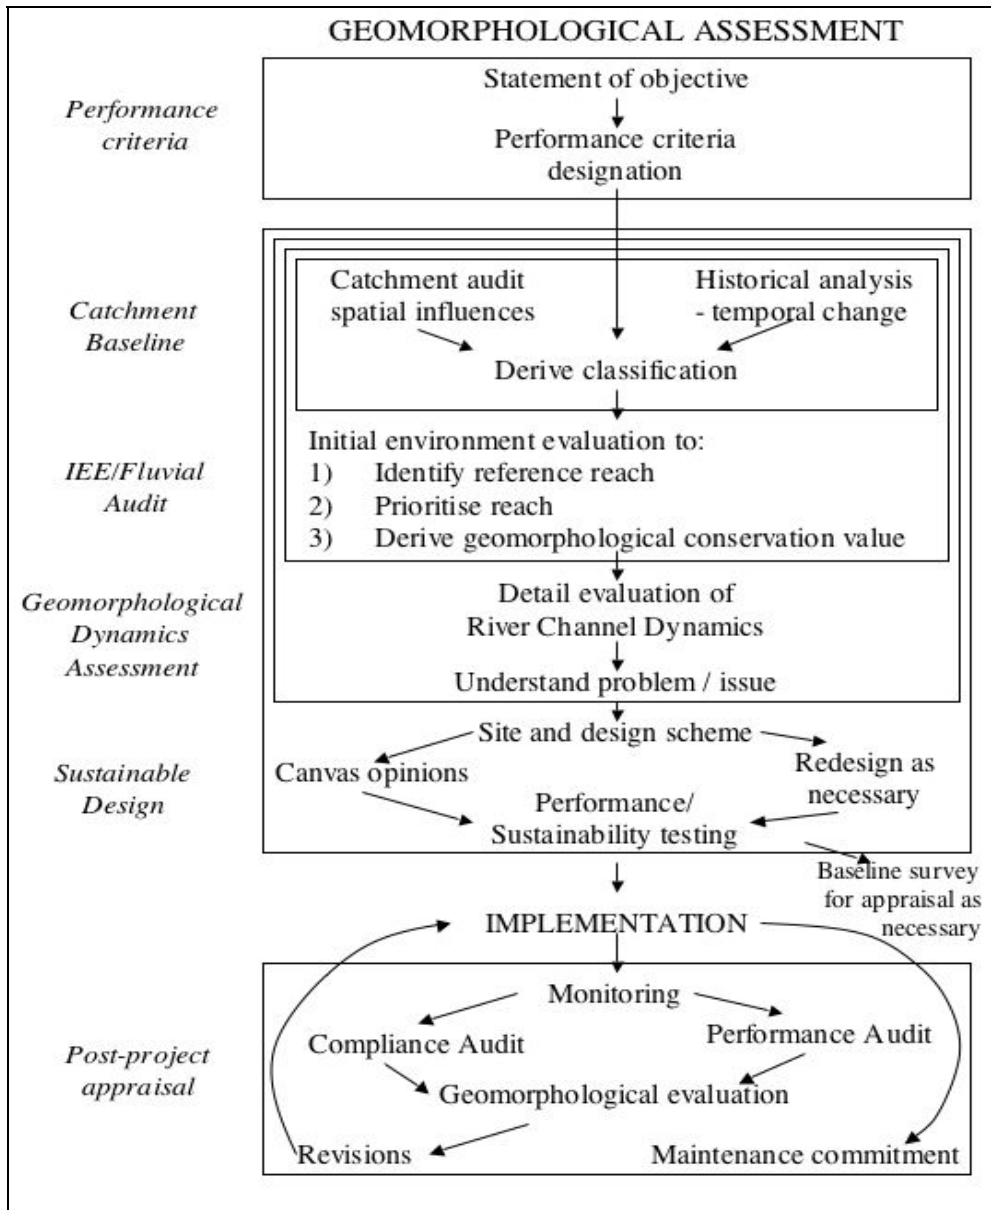 GEOMORPHOLOGICAL ASSESSMENT
Performance
criteria
Statement of objective
Performance criteria
designation
Catchment
Baseline
Catchment audit
spatial influences
Historical analysis
- temporal change
Derive classification
IEE/Fluvial
Audit
Initial environment evaluation to:
1) Identify reference reach
2) Prioritise reach
3) Derive geomorphological conservation value
Geomorphological
Dynamics
Assessment
Detail evaluation of
River Channel Dynamics
Understand problem / issue
Sustainable
Design
Site and design scheme
Canvas opinions
Redesign as
necessary
Performance/
Sustainability testing
Baseline survey
for appraisal as
necessary
IMPLEMENTATION
Post-project
appraisal
Monitoring
Compliance Audit
Performance Audit
Geomorphological evaluation
Revisions
Maintenance commitment